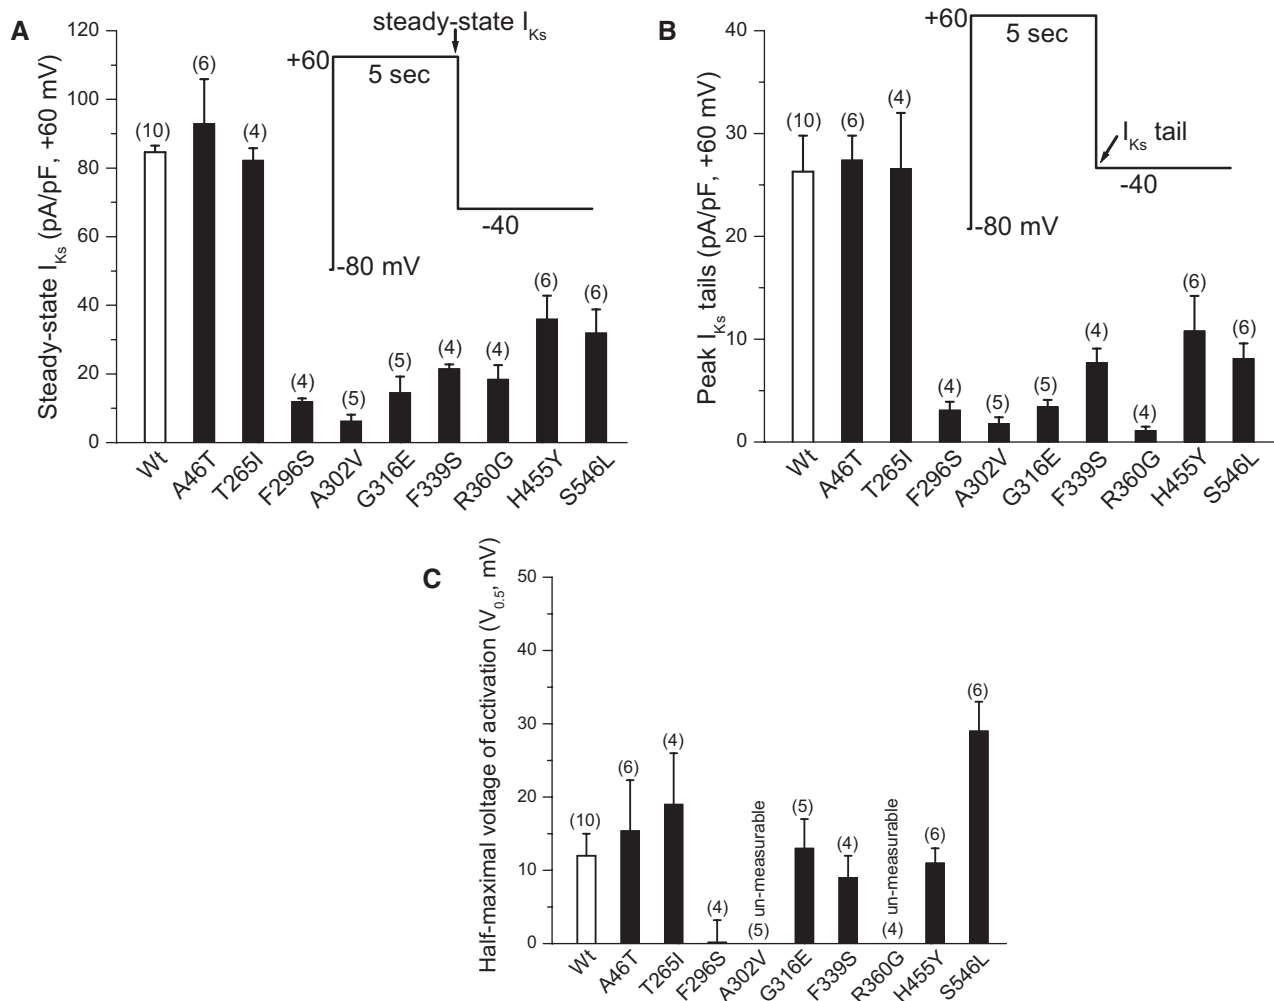 A
Steady-state IKs (pA/pF, +60 mV)
120
100
80
60
40
20
0
(10)
(6)
(4)
(4)
(5)
(5)
(4)
(4)
(6)
(6)
Wt
A46T
T265I
F296S
A302V
G316E
F339S
R360G
H455Y
S546L
steady-state IKs
+60
5 sec
-40
-80 mV
B
Peak IKs tails (pA/pF, +60 mV)
40
30
20
10
0
(10)
(6)
(4)
(4)
(5)
(5)
(4)
(4)
(6)
(6)
Wt
A46T
T265I
F296S
A302V
G316E
F339S
R360G
H455Y
S546L
+60
5 sec
IKs tail
-40
-80 mV
C
Half-maximal voltage of activation (V0.5, mV)
50
40
30
20
10
0
(10)
(6)
(4)
(4)
(5)
un-measurable
(5)
(4)
(4)
un-measurable
(6)
(6)
Wt
A46T
T265I
F296S
A302V
G316E
F339S
R360G
H455Y
S546L